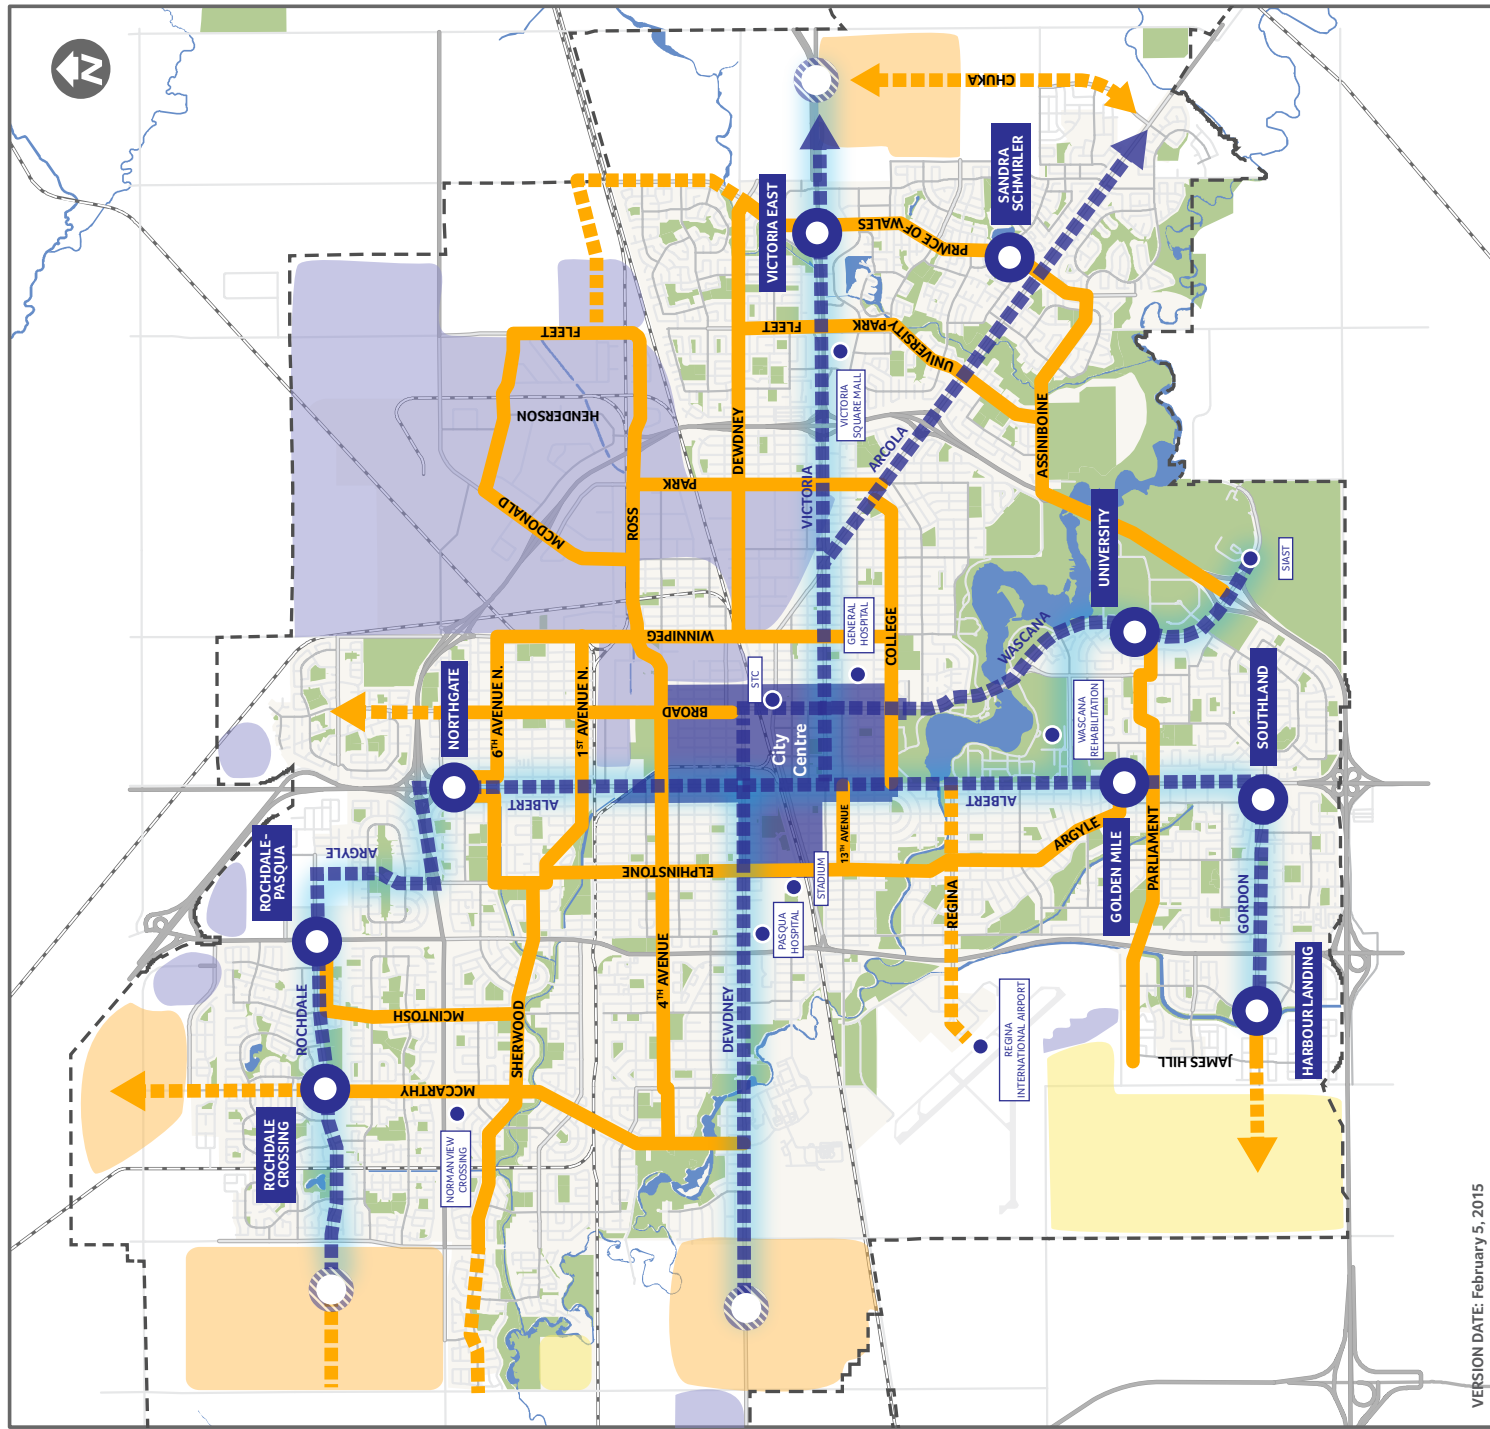 N
CHUKA
SANDRA
SCHMIRLER
VICTORIA EAST
PRINCE OF WALES
FLEET
FLEET
UNIVERSITY PARK
VICTORIA
SQUARE MALL
HENDERSON
MCDONALD
ROSS
PARK
DEWDNEY
VICTORIA
ARCOLA
ASSINIBOINE
UNIVERSITY
SIAST
WINNIPEG
GENERAL
HOSPITAL
COLLEGE
WASCANA
NORTHGATE
6TH AVENUE N.
1ST AVENUE N.
BROAD
STC
City
Centre
WASCANA
REHABILITATION
SOUTHLAND
ALBERT
ALBERT
ROCHDALE-
PASQUA
ARGYLE
ELPHINSTONE
13TH AVENUE
STADIUM
PASQUA
HOSPITAL
ARGYLE
GOLDEN MILE
PARLIAMENT
REGINA
GORDON
ROCHDALE
MCINTOSH
SHERWOOD
4TH AVENUE
DEWDNEY
REGINA
INTERNATIONAL AIRPORT
JAMES HILL
HARBOUR LANDING
ROCHDALE
CROSSING
MCCARTHY
NORMANVIEW
CROSSING
VERSION DATE: February 5, 2015